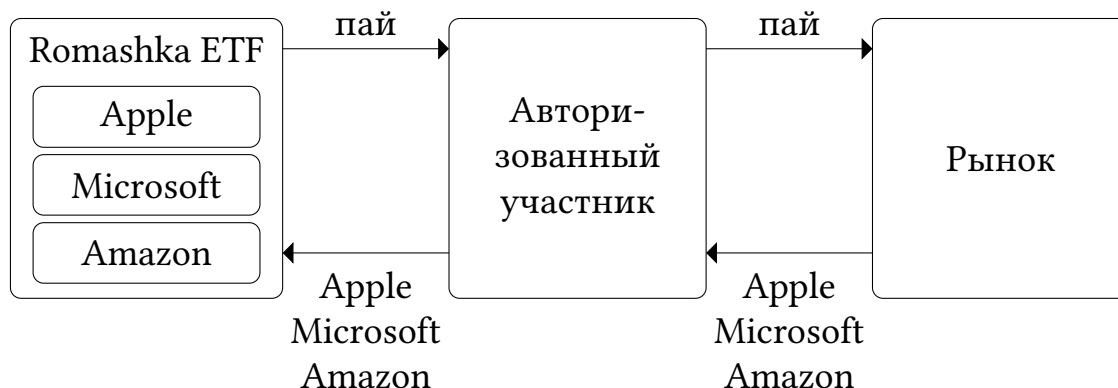 Romashka ETF
Apple
Microsoft
Amazon
пай
Автори-
зованный
участник
пай
Рынок
Apple
Microsoft
Amazon
Apple
Microsoft
Amazon